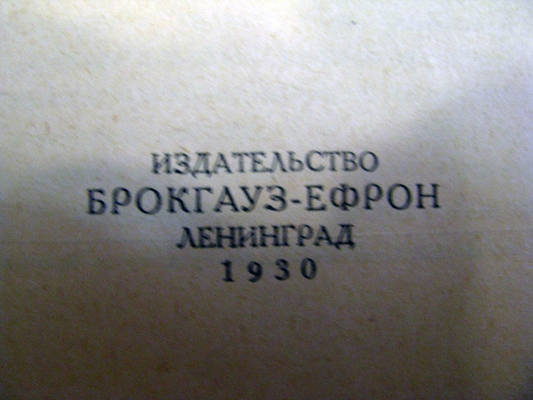 ИЗДАТЕЛЬСТВО
БРОКГАУЗ-ЕФРОН
ЛЕНИНГРАД
1930